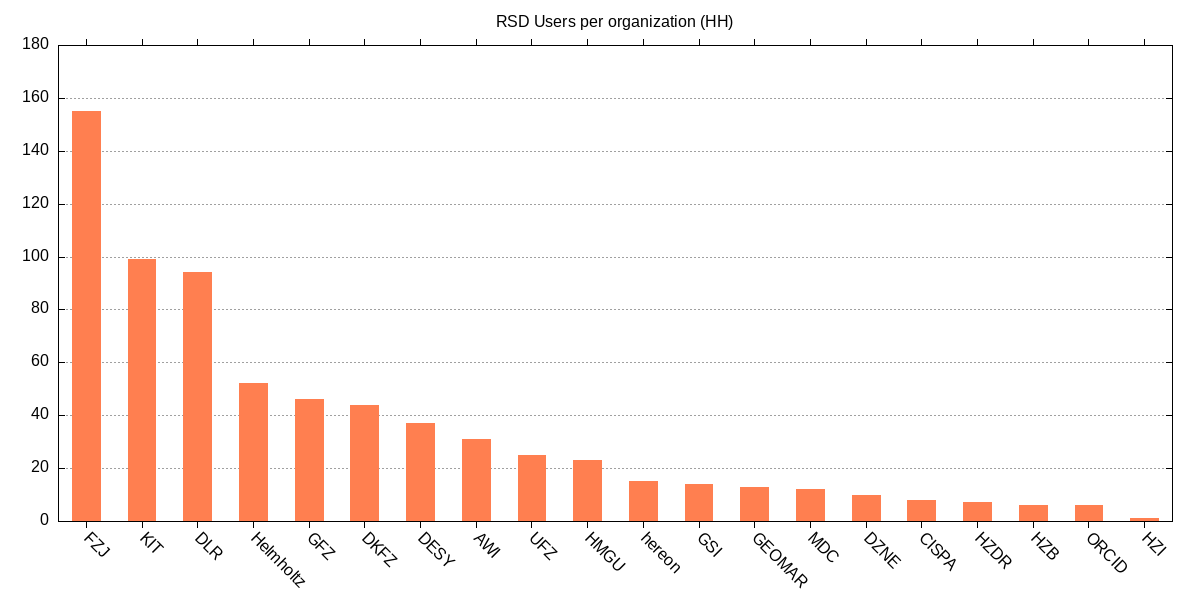 RSD Users per organization (HH)
180
160
140
120
100
80
60
40
20
0
FZJ
KIT
DLR
Helmholtz
GFZ
DKFZ
DESY
AWI
UFZ
HMGU
hereon
GSI
GEOMAR
MDC
DZNE
CISPA
HZDR
HZB
ORCID
HZI